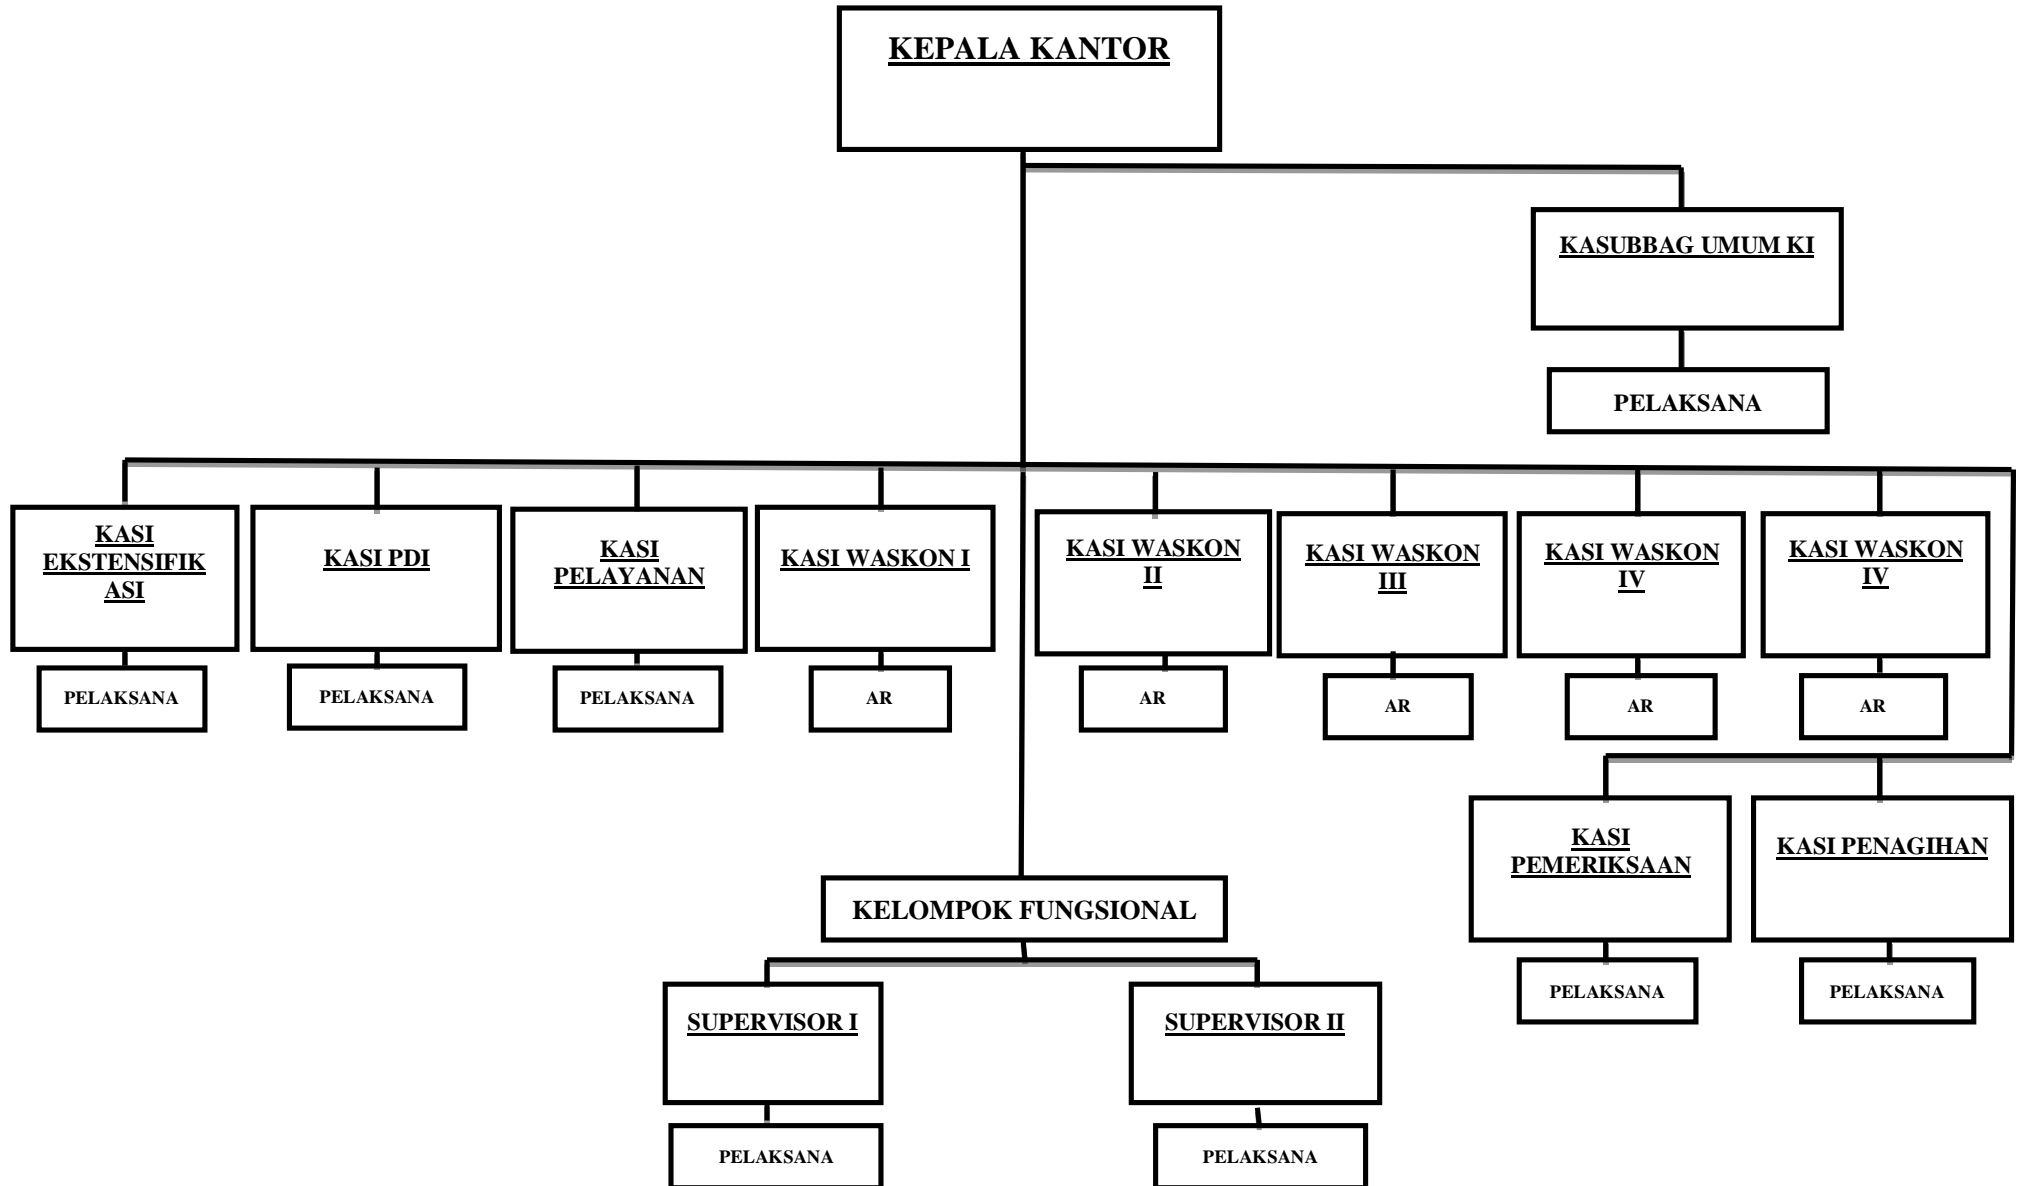 KEPALA KANTOR
KASUBBAG UMUM KI
PELAKSANA
KASI
EKSTENSIFIK
ASI
KASI PDI
KASI
PELAYANAN
KASI WASKON I
KASI WASKON
II
KASI WASKON
III
KASI WASKON
IV
KASI WASKON
IV
PELAKSANA
PELAKSANA
PELAKSANA
AR
AR
AR
AR
AR
KASI
PEMERIKSAAN
KASI PENAGIHAN
KELOMPOK FUNGSIONAL
PELAKSANA
PELAKSANA
SUPERVISOR I
SUPERVISOR II
PELAKSANA
PELAKSANA